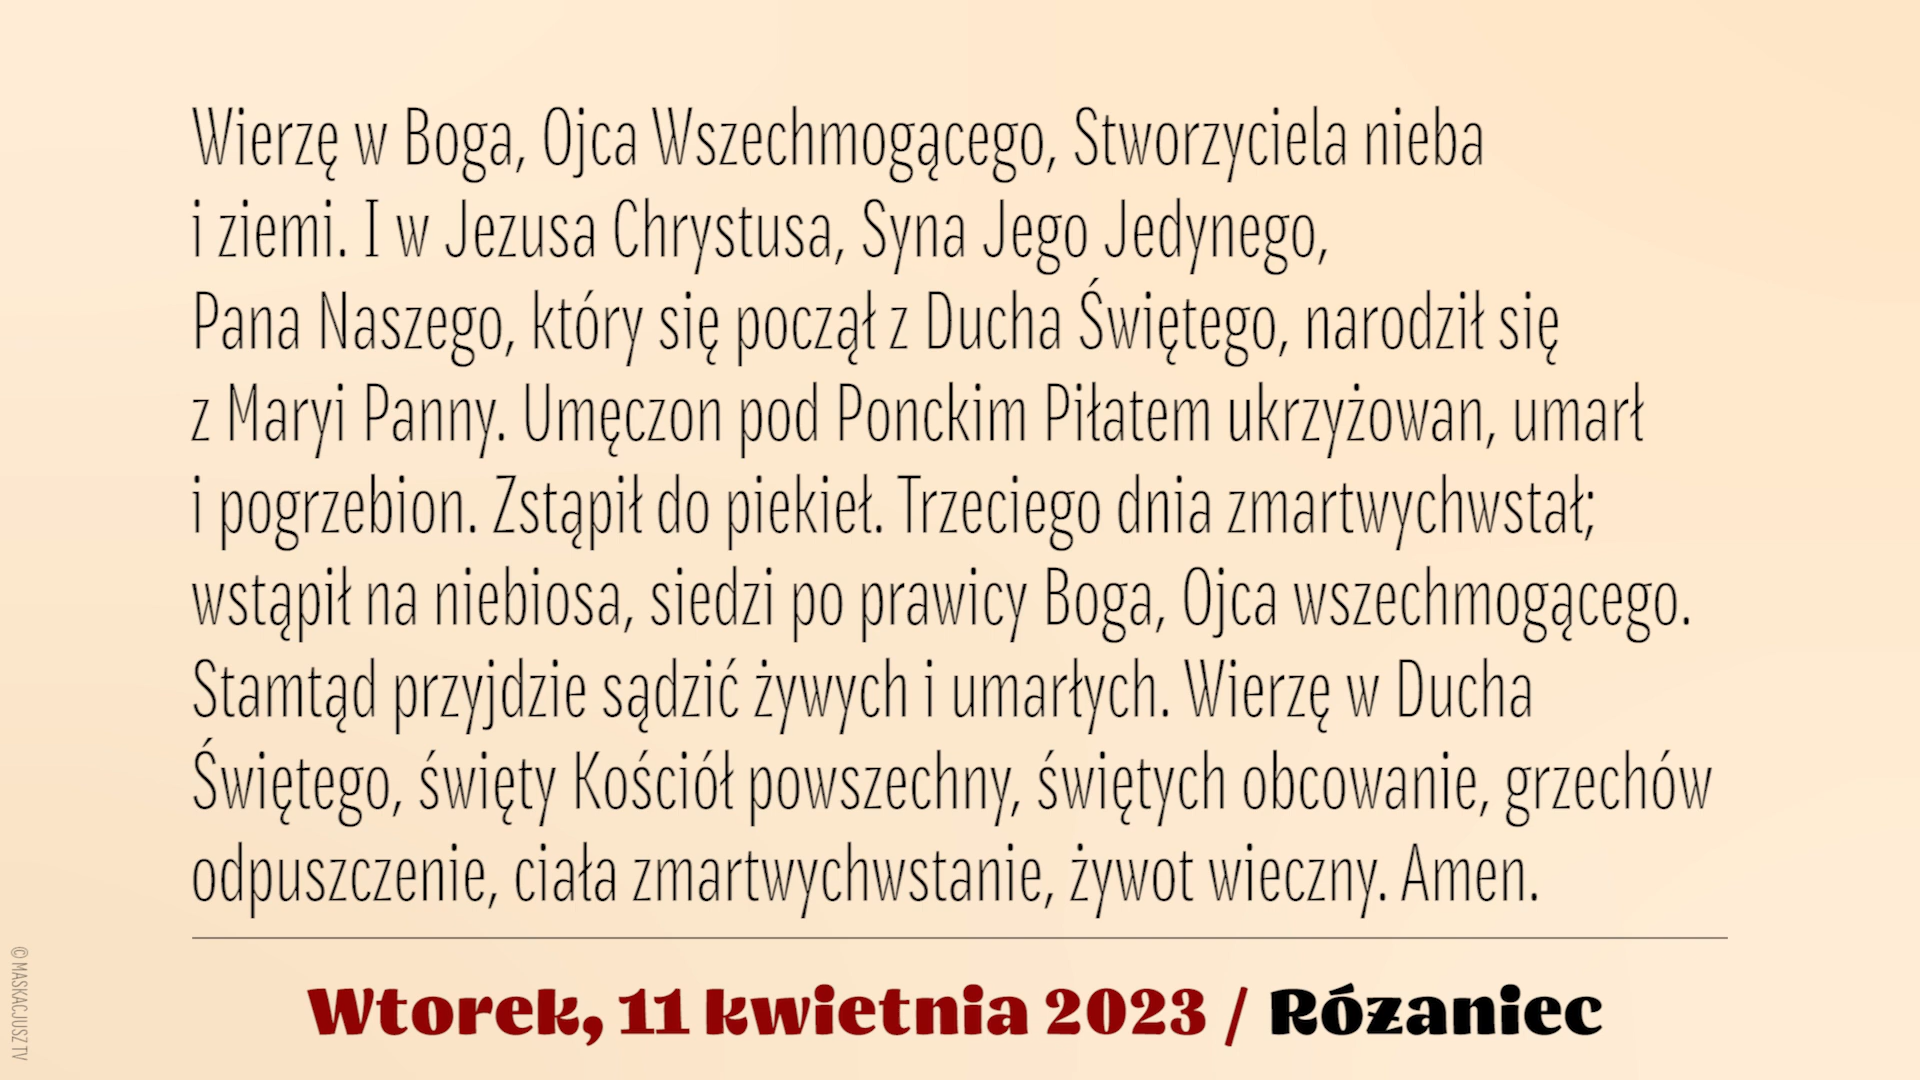 Wierzę w Boga, Ojca Wszechmogącego, Stworzyciela nieba
i ziemi. I w Jezusa Chrystusa, Syna Jego Jedynego,
Pana Naszego, który się począł z Ducha Świętego, narodził się
z Maryi Panny. Umęczon pod Ponckim Piłatem ukrzyżowan, umarł
i pogrzebion. Zstąpił do piekieł. Trzeciego dnia zmartwychwstał;
wstąpił na niebiosa, siedzi po prawicy Boga, Ojca wszechmogącego.
Stamtąd przyjdzie sądzić żywych i umarłych. Wierzę w Ducha
Świętego, święty Kościół powszechny, świętych obcowanie, grzechów
odpuszczenie, ciała zmartwychwstanie, żywot wieczny. Amen.
Wtorek, 11 kwietnia 2023 / Różaniec
© MASKACJUSZ TV